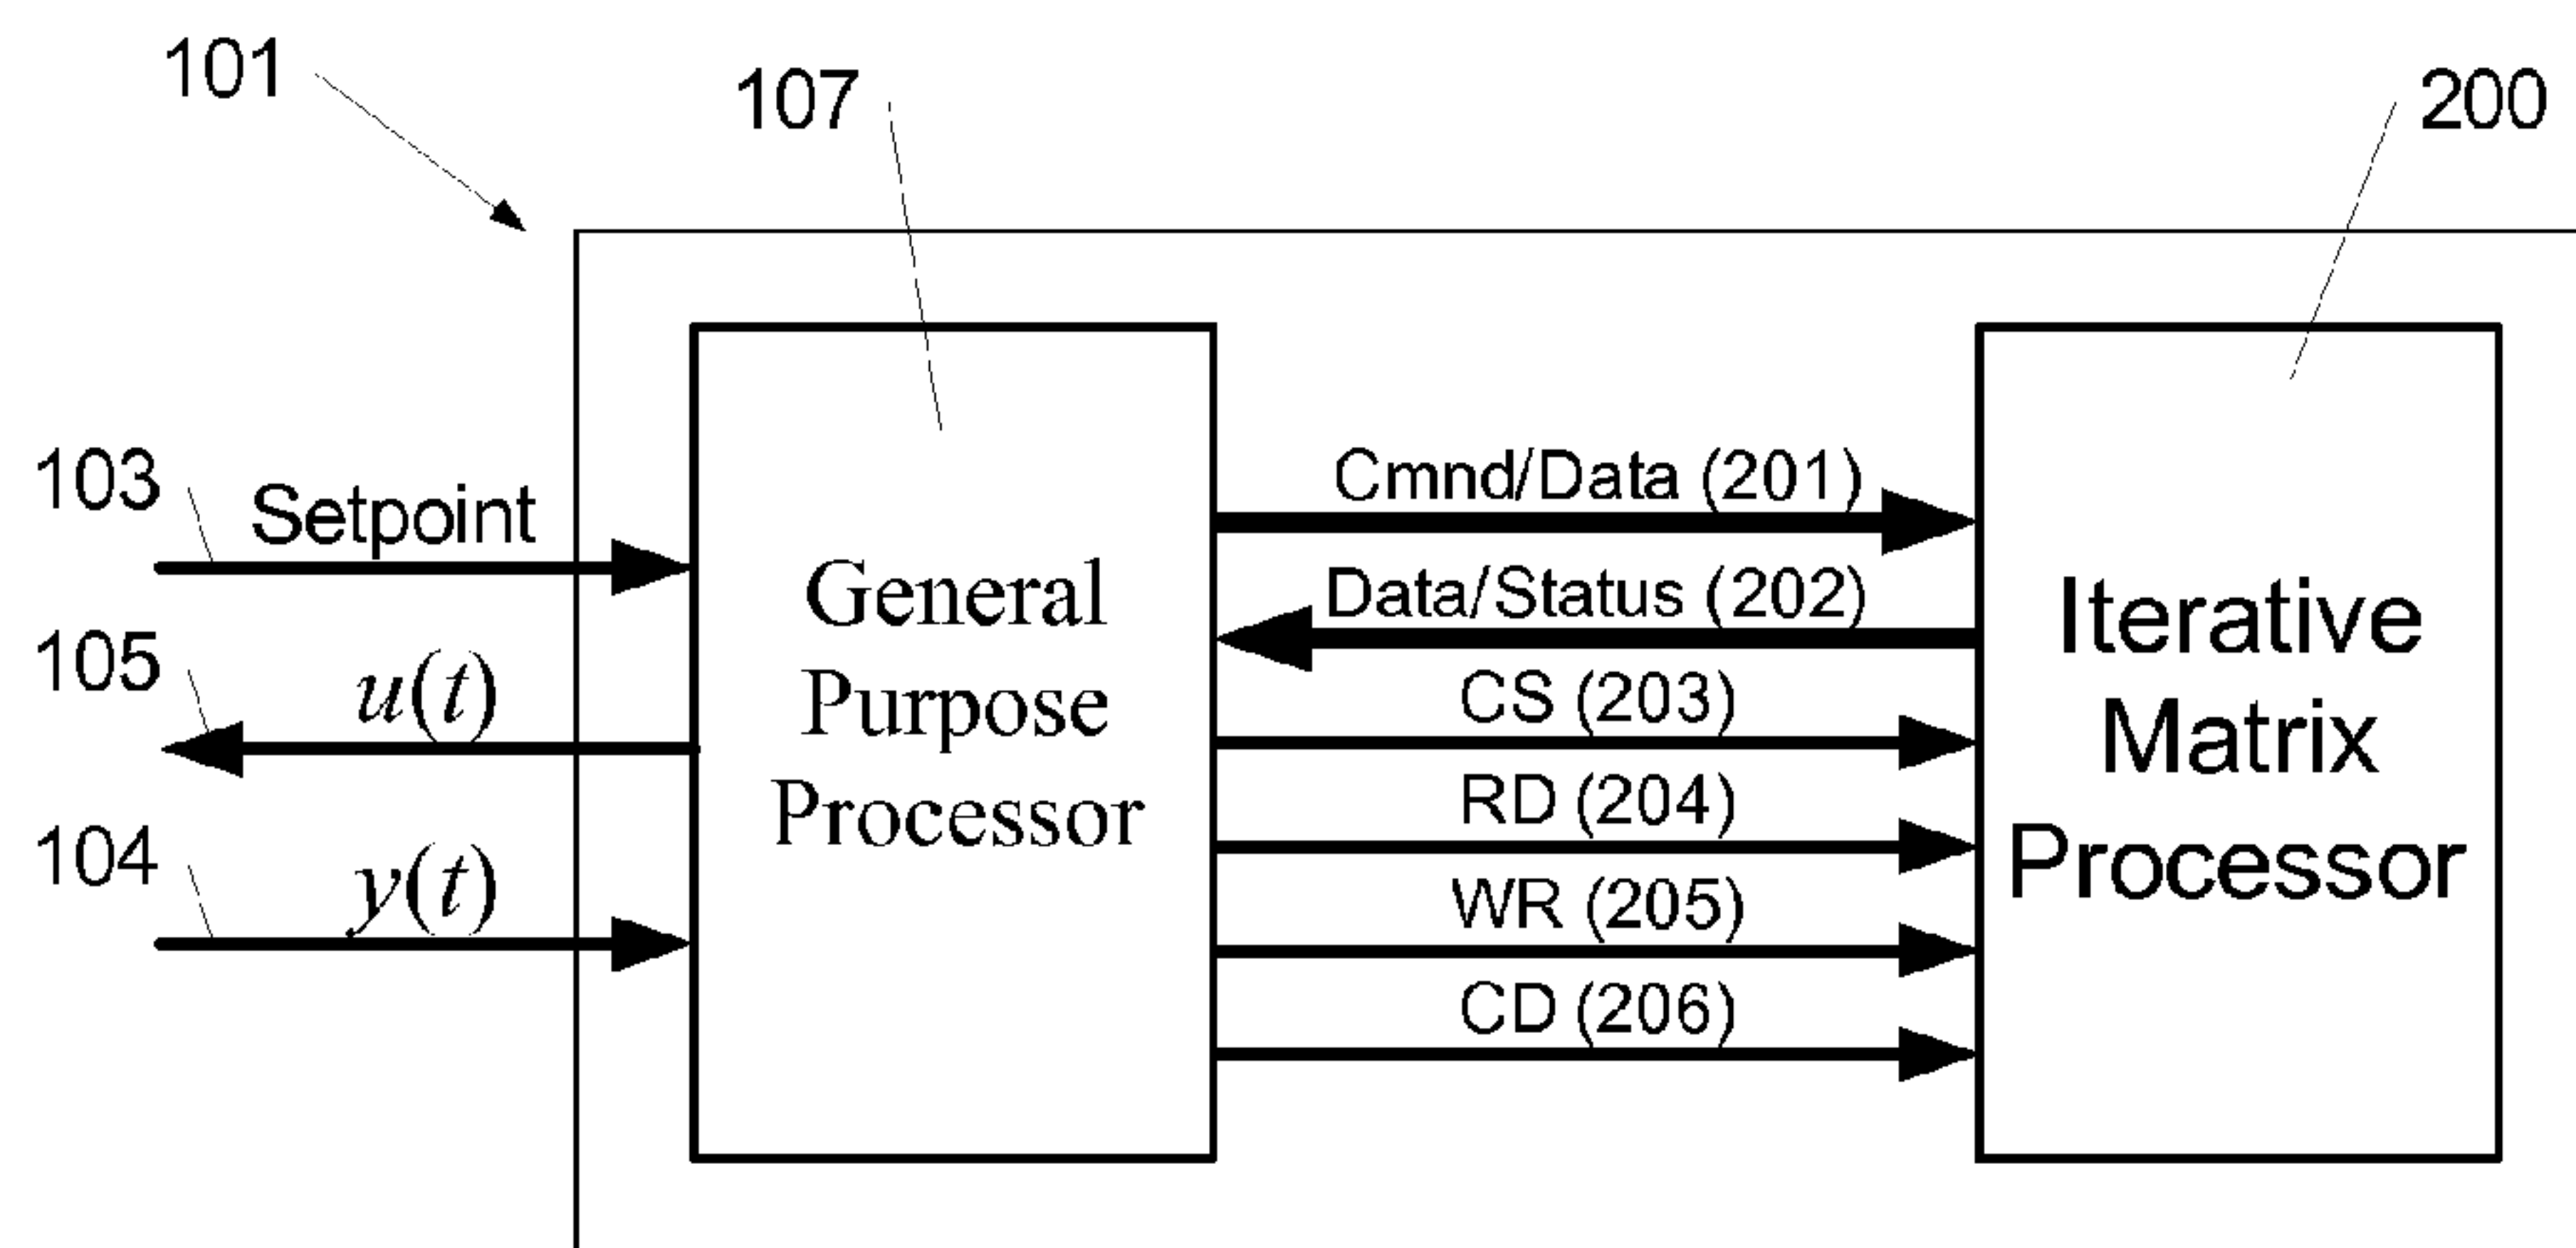 101
107
200
103
Setpoint
105
u(t)
104
y(t)
General
Purpose
Processor
Cmnd/Data (201)
Data/Status (202)
CS (203)
RD (204)
WR (205)
CD (206)
Iterative
Matrix
Processor